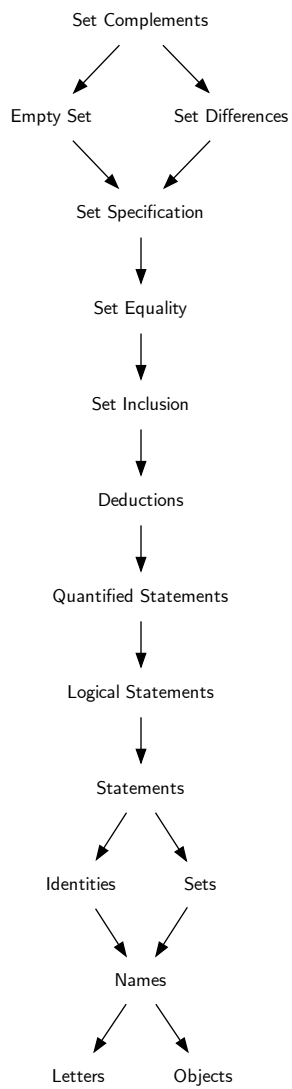 Set Complements
Empty Set
Set Differences
Set Specification
Set Equality
Set Inclusion
Deductions
Quantified Statements
Logical Statements
Statements
Identities
Sets
Names
Letters
Objects